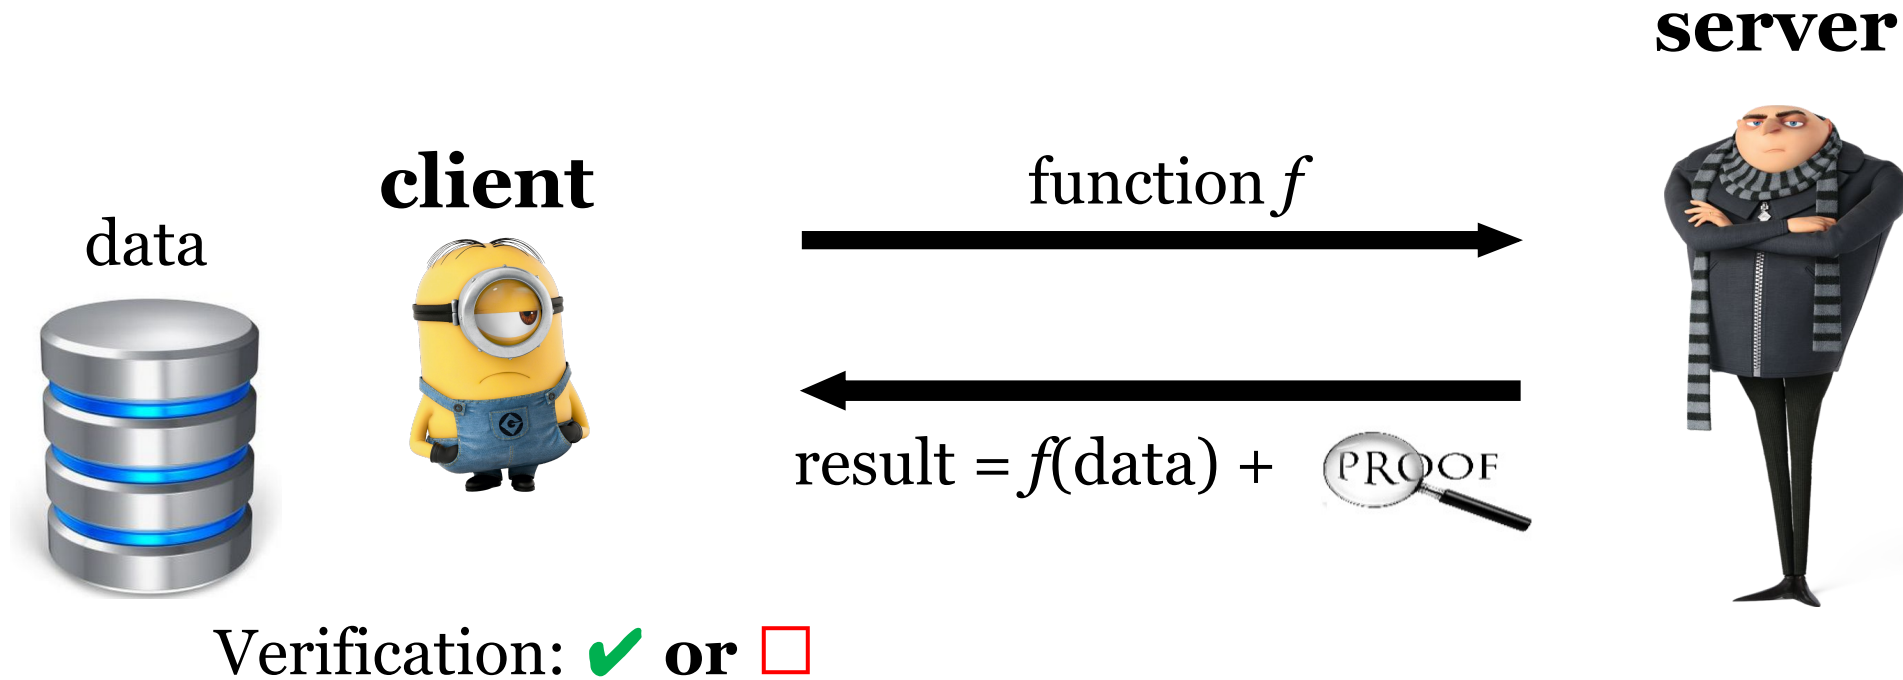 server
client
function f
data
result = f(data) + PROOF
Verification: ✔ or ☐